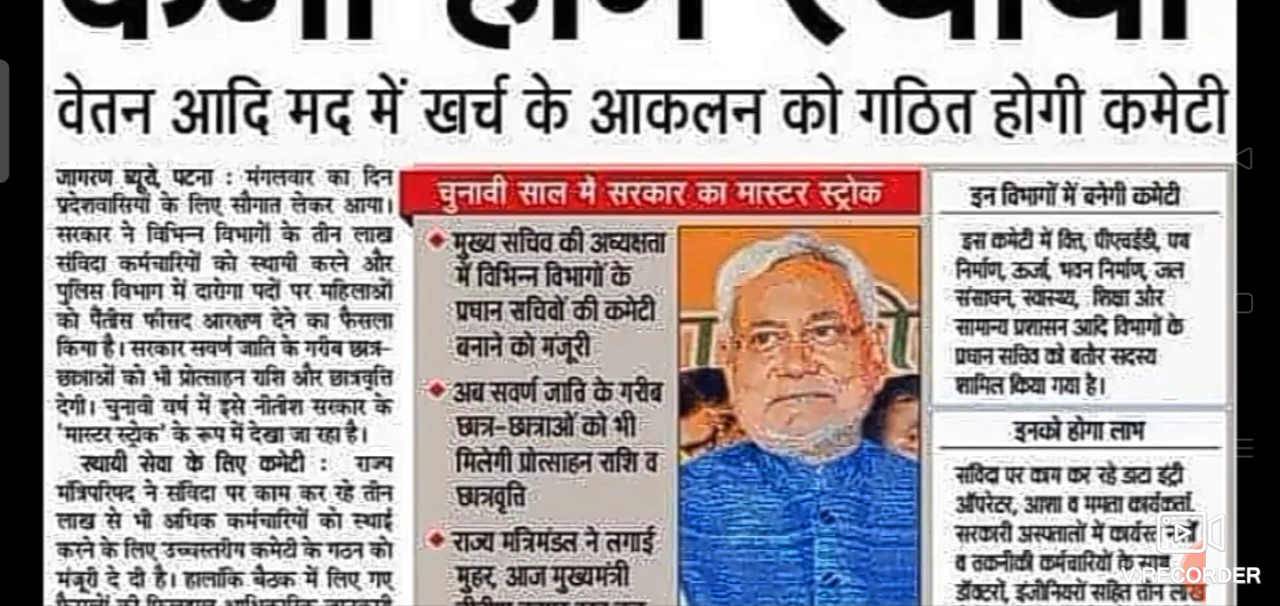 वेतन आदि मद में खर्च के आकलन को गठित होगी कमेटी
जागरण ब्यूरो, पटना : मंगलवार का दिन
प्रदेशवासियों के लिए सौगात लेकर आया।
सरकार ने विभिन्न विभागों के तीन लाख
संविदा कर्मचारियों को स्थायी करने और
पुलिस विभाग में दारोगा पदों पर महिलाओं
को पैंतीस फीसद आरक्षण देने का फैसला
किया है। सरकार सवर्ण जाति के गरीब छात्र-
छात्राओं को भी प्रोत्साहन राशि और छात्रवृत्ति
देगी। चुनावी वर्ष में इसे नीतीश सरकार के
'मास्टर स्ट्रोक' के रूप में देखा जा रहा है।
स्थायी सेवा के लिए कमेटी : राज्य
मंत्रिपरिषद ने संविदा पर काम कर रहे तीन
लाख से भी अधिक कर्मचारियों को स्थाई
करने के लिए उच्चस्तरीय कमेटी के गठन को
मंजूरी दे दी है। हालांकि बैठक में लिए गए
चुनावी साल में सरकार का मास्टर स्ट्रोक
मुख्य सचिव की अध्यक्षता
में विभिन्न विभागों के
प्रधान सचिवों की कमेटी
बनाने को मंजूरी
अब सवर्ण जाति के गरीब
छात्र-छात्राओं को भी
मिलेगी प्रोत्साहन राशि व
छात्रवृत्ति
राज्य मंत्रिमंडल ने लगाई
मुहर, आज मुख्यमंत्री
इन विभागों में बनेगी कमेटी
इस कमेटी में वित्त, पीएचईडी, पथ
निर्माण, ऊर्जा, भवन निर्माण, जल
संसाधन, स्वास्थ्य, शिक्षा और
सामान्य प्रशासन आदि विभागों के
प्रधान सचिव को बतौर सदस्य
शामिल किया गया है।
इनको होगा लाभ
संविदा पर काम कर रहे डाटा इंट्री
ऑपरेटर, आशा व ममता कार्यकर्ता,
सरकारी अस्पतालों में कार्यरत
व तकनीकी कर्मचारियों के
डॉक्टरों, इंजीनियरों सहित तीन लाख
V.RECORDER